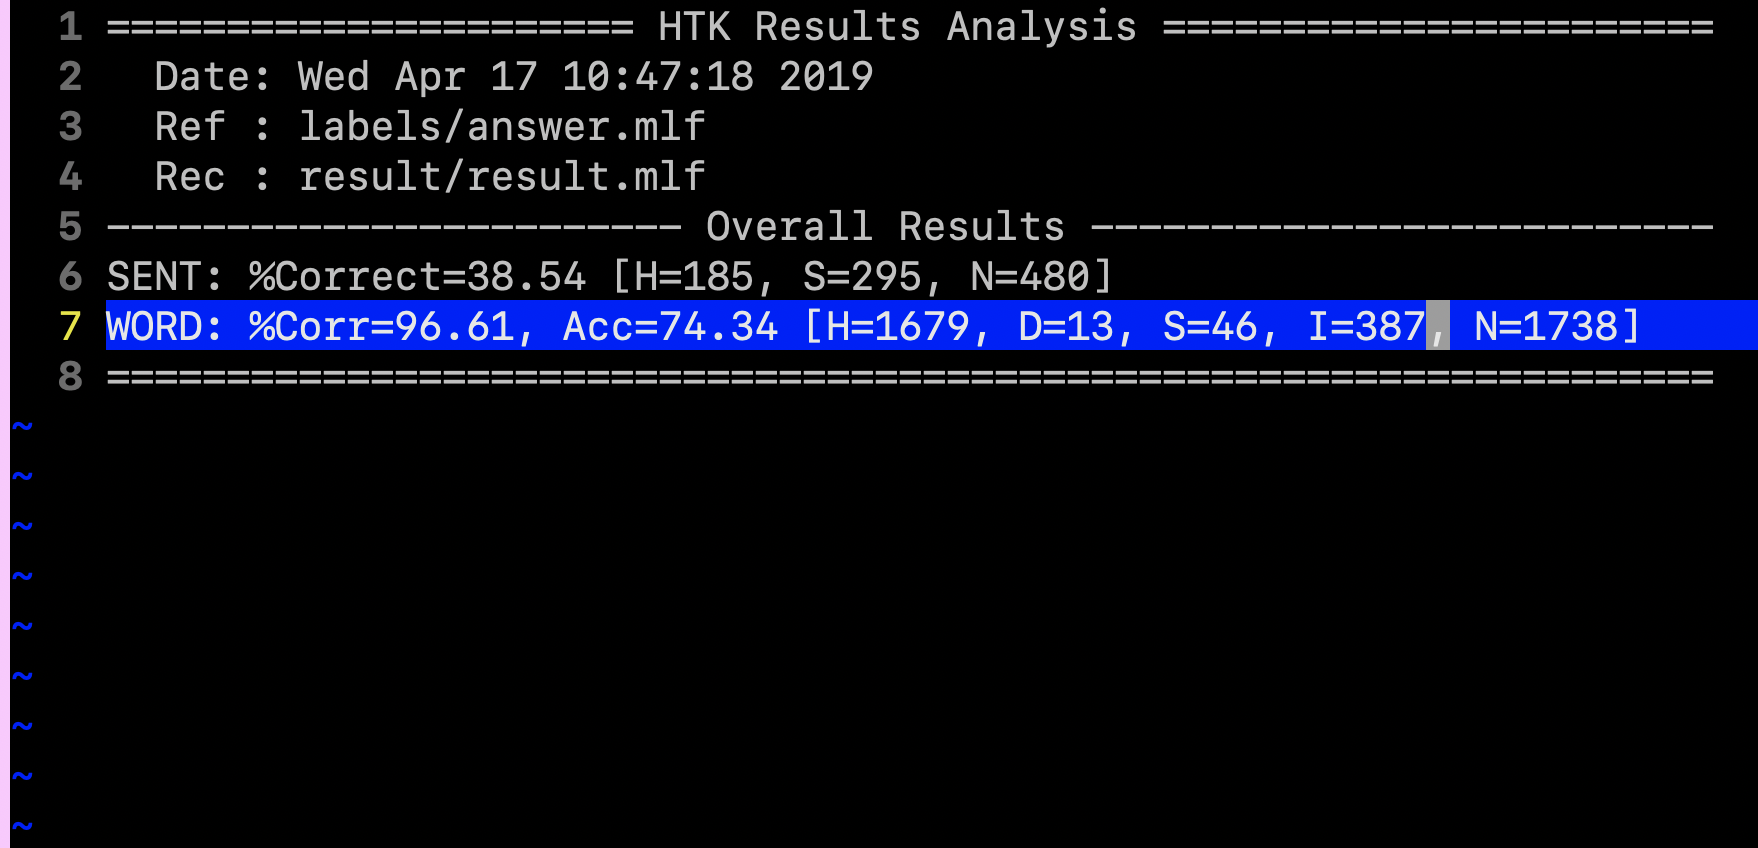 1 ====================== HTK Results Analysis =======================
2   Date: Wed Apr 17 10:47:18 2019
3   Ref : labels/answer.mlf
4   Rec : result/result.mlf
5 ------------------------ Overall Results --------------------------
6 SENT: %Correct=38.54 [H=185, S=295, N=480]
7 WORD: %Corr=96.61, Acc=74.34 [H=1679, D=13, S=46, I=387, N=1738]
8 ===================================================================
~
~
~
~
~
~
~
~
~